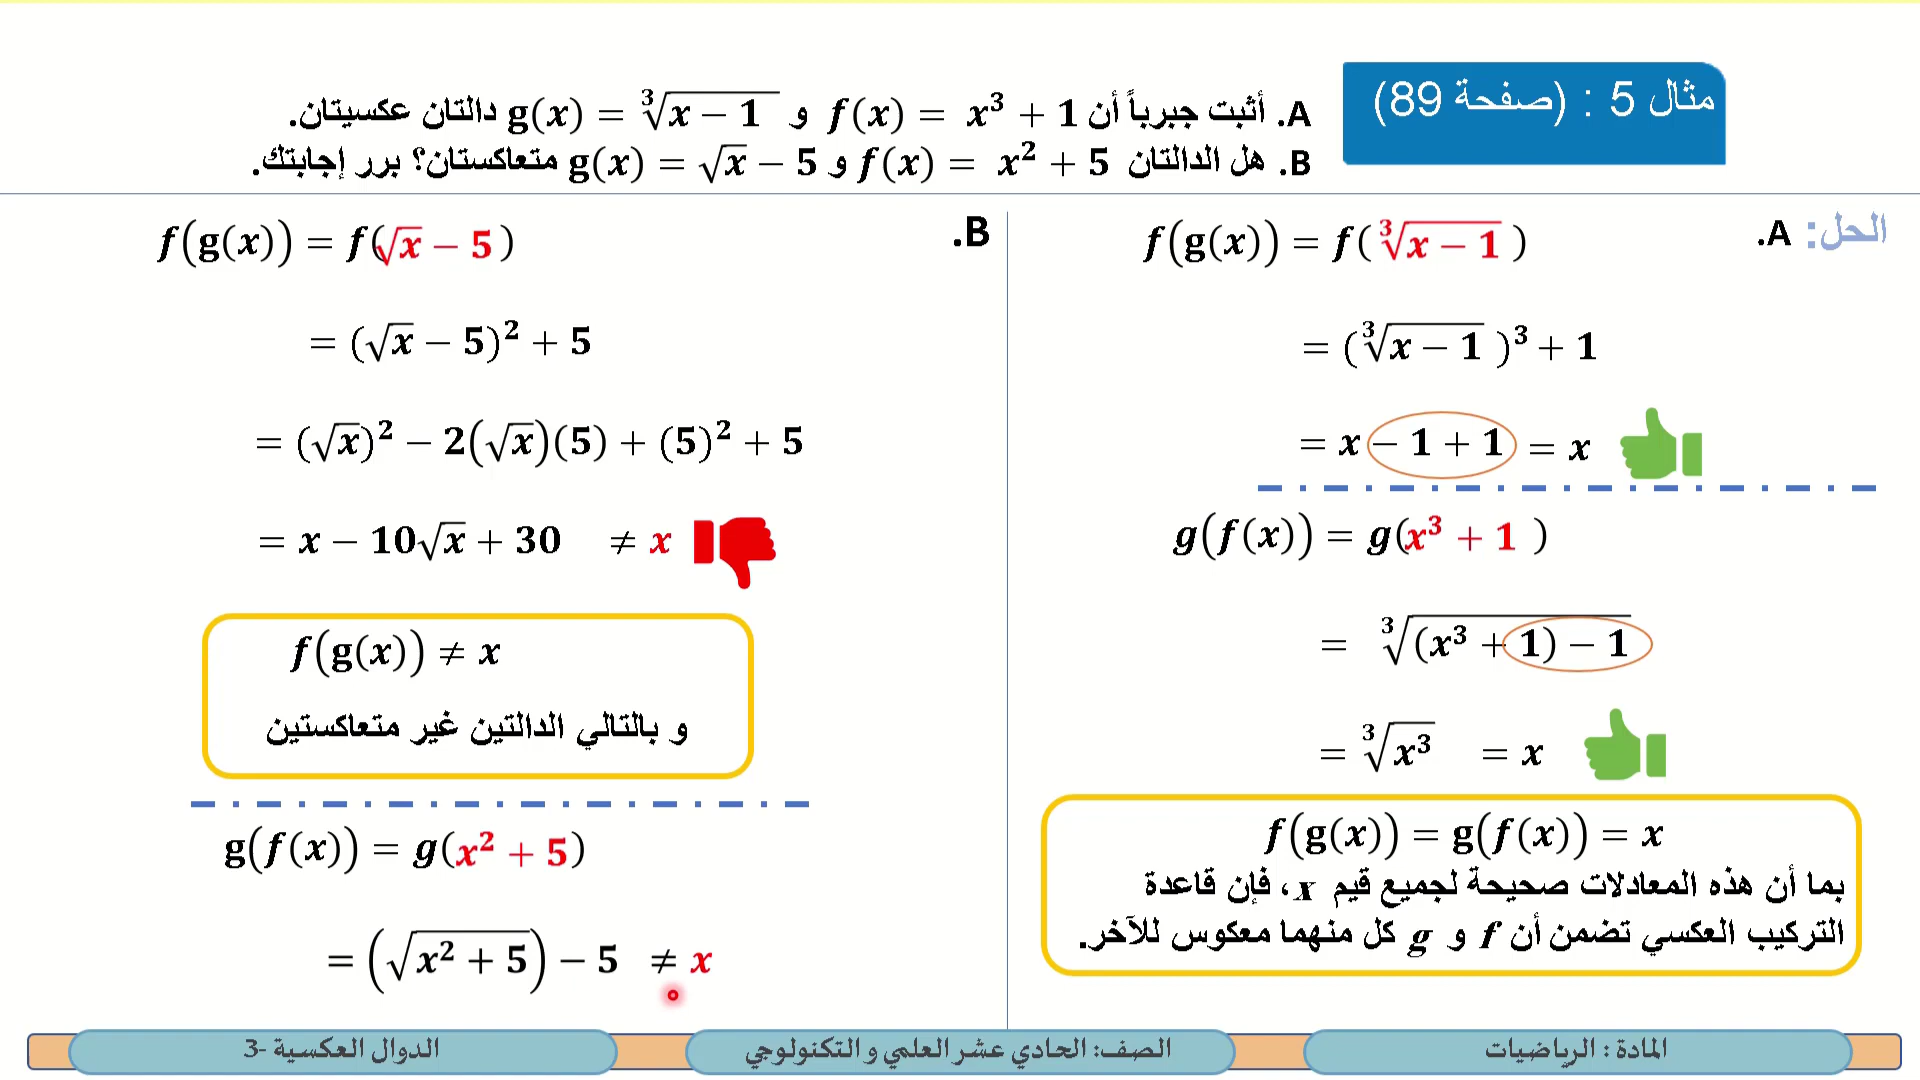 مثال 5 : (صفحة 89)
A. أثبت جبرياً أن f(x) = x³ + 1 و g(x) = ∛(x − 1) دالتان عكسيتان.
B. هل الدالتان f(x) = x² + 5 و g(x) = √x − 5 متعاكستان؟ برر إجابتك.
الحل: A.
f(g(x)) = f(∛(x − 1))
= (∛(x − 1))³ + 1
= x − 1 + 1 = x
g(f(x)) = g(x³ + 1)
= ∛((x³ + 1) − 1)
= ∛(x³) = x
f(g(x)) = g(f(x)) = x
بما أن هذه المعادلات صحيحة لجميع قيم x، فإن قاعدة
التركيب العكسي تضمن أن f و g كل منهما معكوس للآخر.
B.
f(g(x)) = f(√x − 5)
= (√x − 5)² + 5
= (√x)² − 2(√x)(5) + (5)² + 5
= x − 10√x + 30 ≠ x
f(g(x)) ≠ x
و بالتالي الدالتين غير متعاكستين
g(f(x)) = g(x² + 5)
= (√(x² + 5)) − 5 ≠ x
المادة : الرياضيات
الصف: الحادي عشر العلمي و التكنولوجي
الدوال العكسية -3